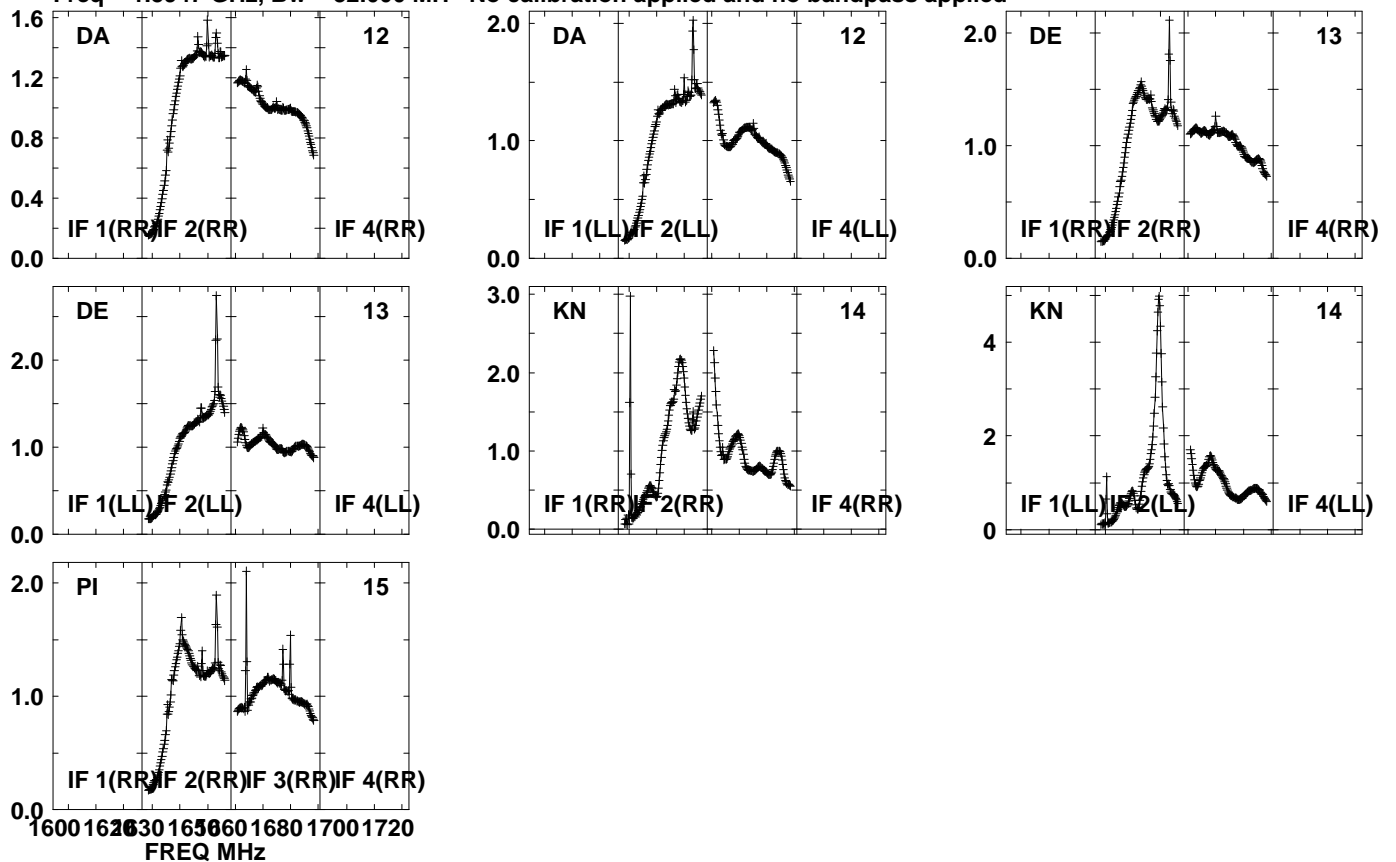 No calibration applied and no bandpass applied
DA 12
1.6
1.2
0.8
0.4
0.0
IF 1(RR) IF 2(RR) IF 4(RR)
DA 12
2.0
1.0
0.0
IF 1(LL) IF 2(LL) IF 4(LL)
DE 13
2.0
1.0
0.0
IF 1(RR) IF 2(RR) IF 4(RR)
DE 13
2.0
1.0
0.0
IF 1(LL) IF 2(LL) IF 4(LL)
KN 14
3.0
2.0
1.0
0.0
IF 1(RR) IF 2(RR) IF 4(RR)
KN 14
4
2
0
IF 1(LL) IF 2(LL) IF 4(LL)
PI 15
2.0
1.0
0.0
IF 1(RR) IF 2(RR) IF 3(RR) IF 4(RR)
1600 1620 1630 1650 1660 1680 1700 1720
FREQ MHz